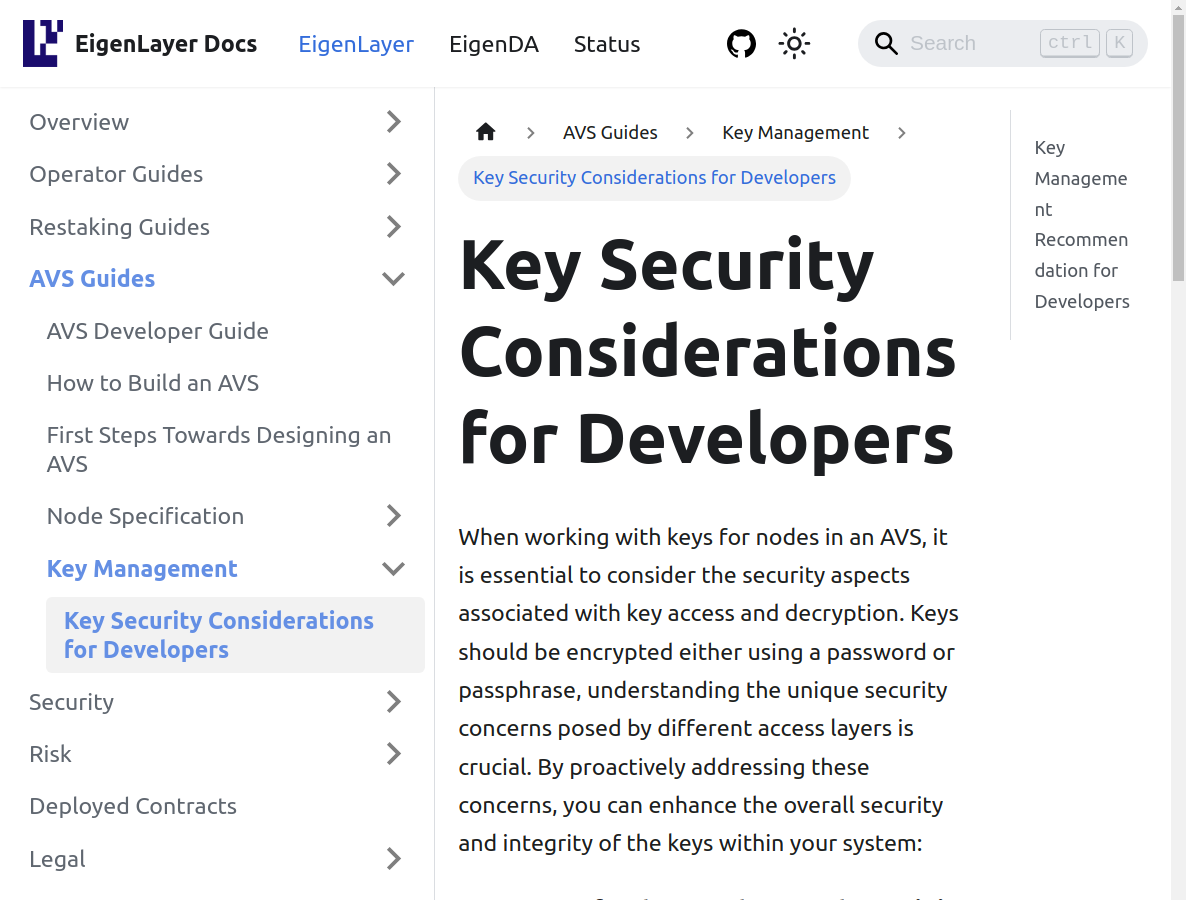 EigenLayer Docs
EigenLayer
EigenDA
Status
Search
ctrl
K
Overview
Operator Guides
Restaking Guides
AVS Guides
AVS Developer Guide
How to Build an AVS
First Steps Towards Designing an
AVS
Node Specification
Key Management
Key Security Considerations
for Developers
Security
Risk
Deployed Contracts
Legal
AVS Guides
Key Management
Key Security Considerations for Developers
Key Security
Considerations
for Developers
When working with keys for nodes in an AVS, it
is essential to consider the security aspects
associated with key access and decryption. Keys
should be encrypted either using a password or
passphrase, understanding the unique security
concerns posed by different access layers is
crucial. By proactively addressing these
concerns, you can enhance the overall security
and integrity of the keys within your system:
Key
Manageme
nt
Recommen
dation for
Developers